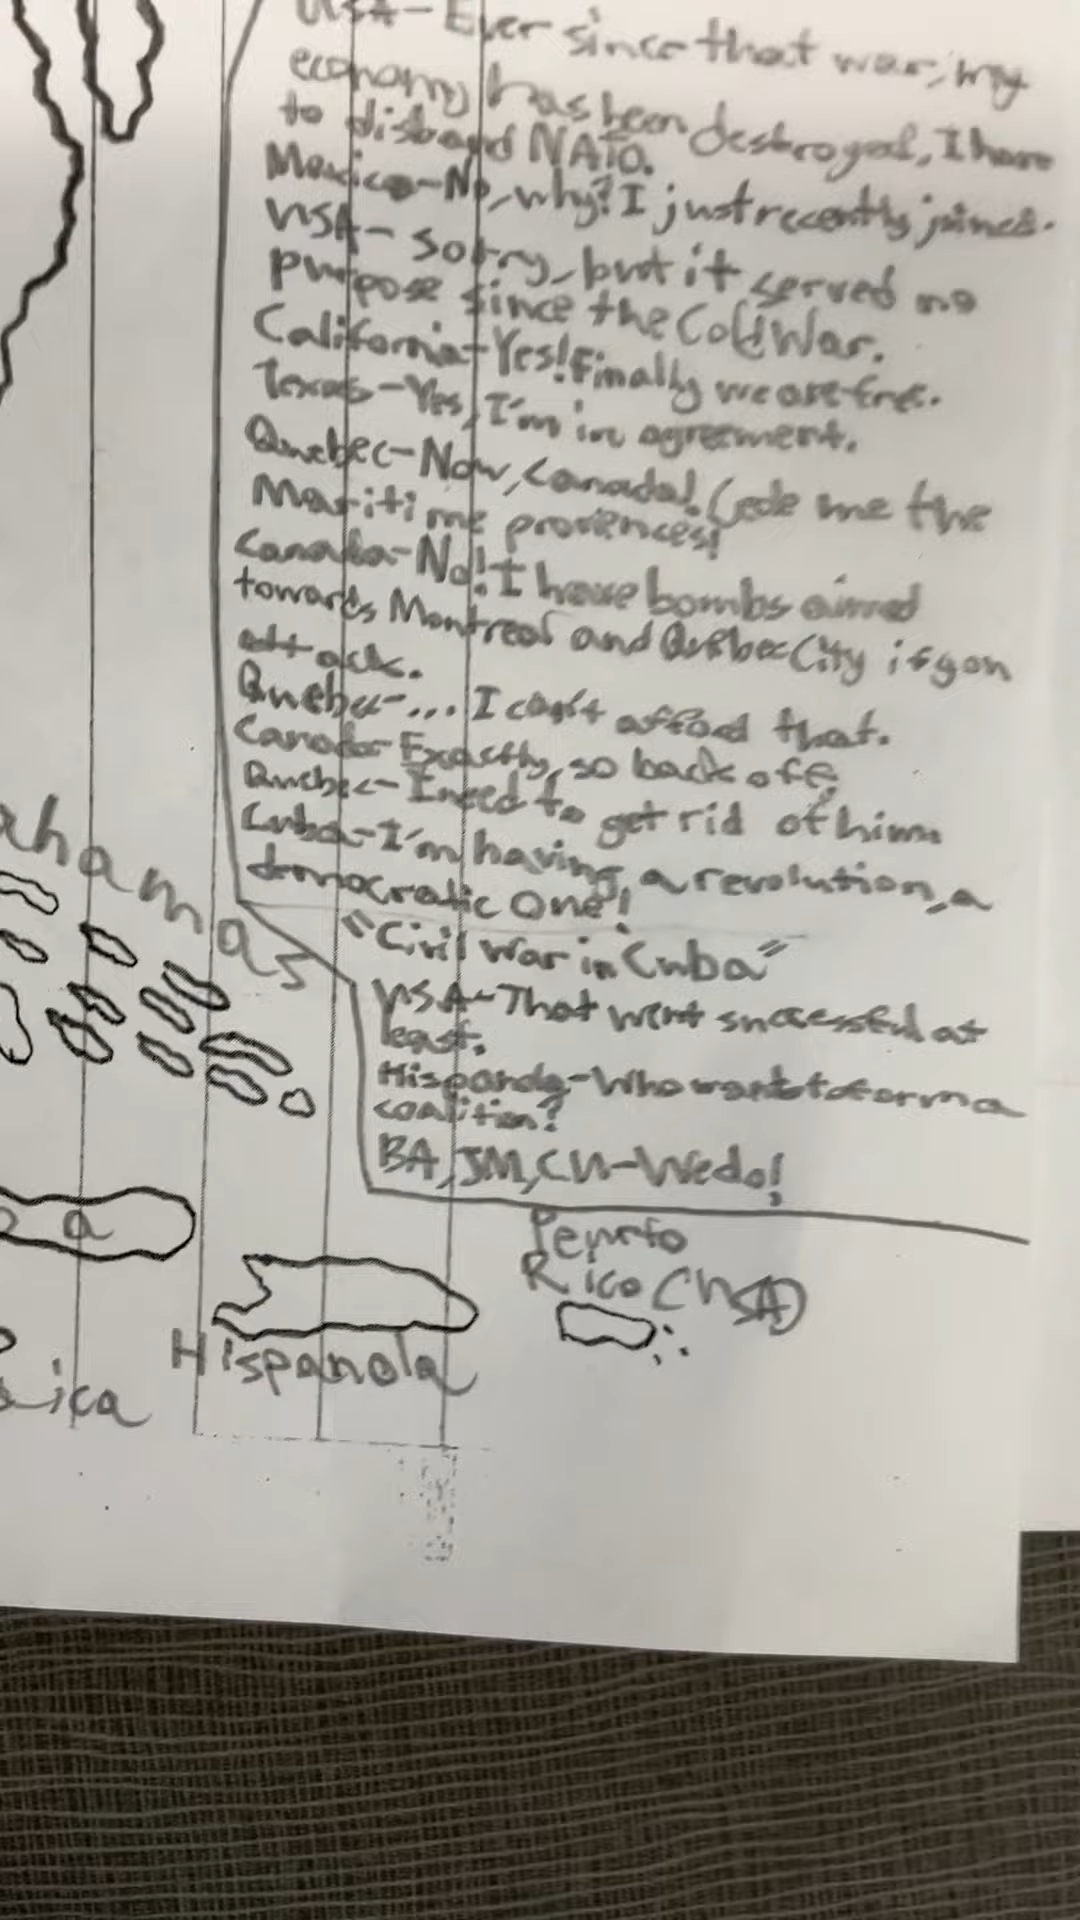 USA-Ever since that war, my
economy has been destroyed, I have
to disband NATO.
Mexico-No, why? I just recently joined.
USA- sorry, but it served no
purpose since the Cold War.
California-Yes! Finally we are free.
Texas-Yes, I'm in agreement.
Quebec-Now, Canada! Cede me the
Maritime proviences!
Canada-No! I have bombs aimed
towards Montreal and Quebec City if you
attack.
Quebec-... I can't afford that.
Canada-Exactly, so back off.
Quebec-I need to get rid of him.
Cuba-I'm having a revolution, a
democratic One!
"Civil War in Cuba"
USA-That went successful at
least.
Hispanola-Who wants to form a
coalition?
BA, JM, CU-We do!
ahamas
a
Puerto
Rico (USA)
Hispanola
ica